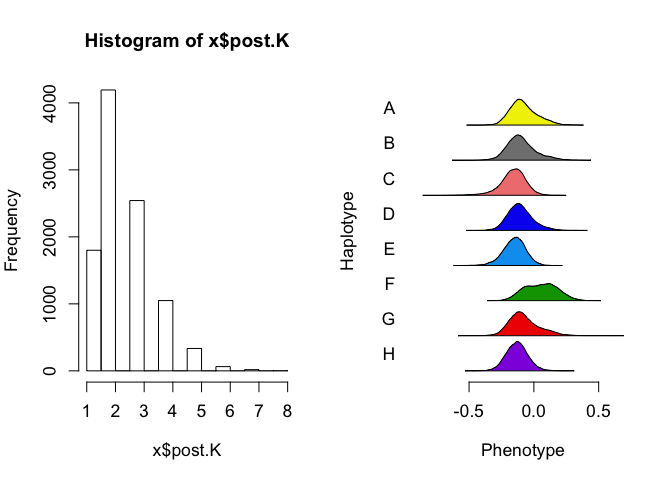 Histogram of x$post.K
Frequency
4000
3000
2000
1000
0
1 2 3 4 5 6 7 8
x$post.K
Haplotype
A
B
C
D
E
F
G
H
-0.5 0.0 0.5
Phenotype